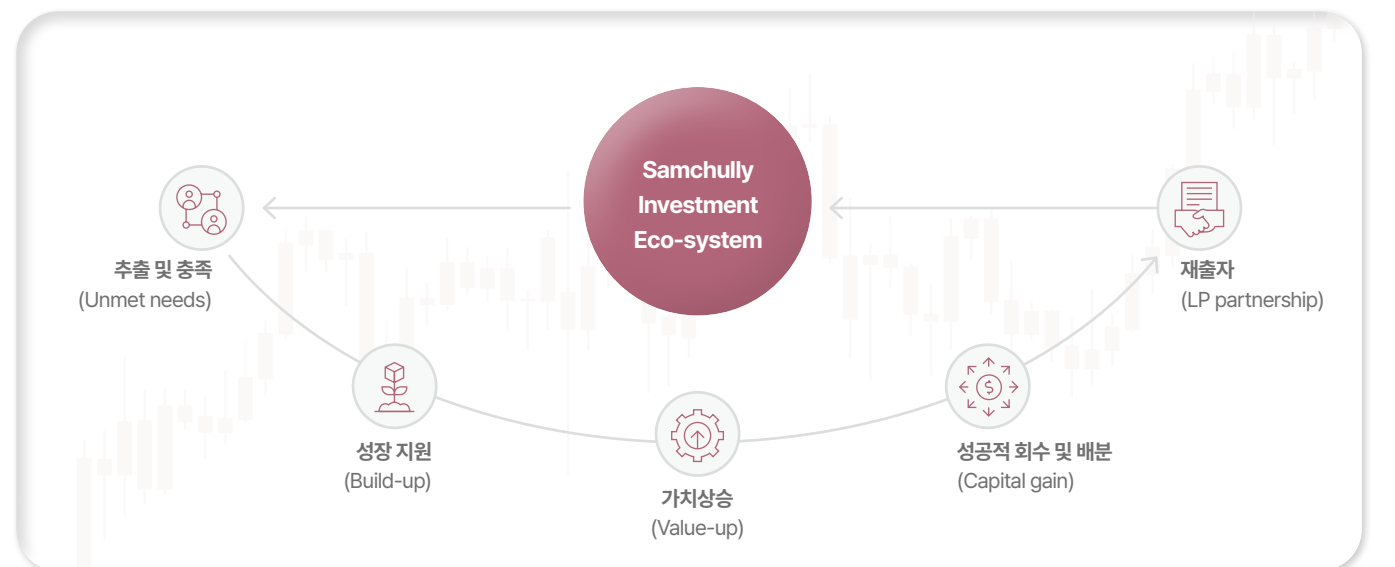 Samchully
Investment
Eco-system
추출 및 충족
(Unmet needs)
재출자
(LP partnership)
성장 지원
(Build-up)
성공적 회수 및 배분
(Capital gain)
가치상승
(Value-up)
$